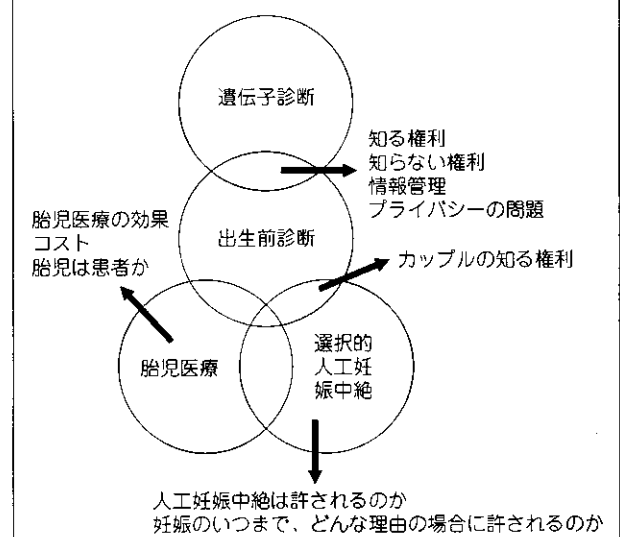 遺伝子診断
知る権利
知らない権利
情報管理
プライバシーの問題
胎児医療の効果
コスト
胎児は患者か
出生前診断
カップルの知る権利
胎児医療
選択的
人工妊
娠中絶
人工妊娠中絶は許されるのか
妊娠のいつまで、どんな理由の場合に許されるのか